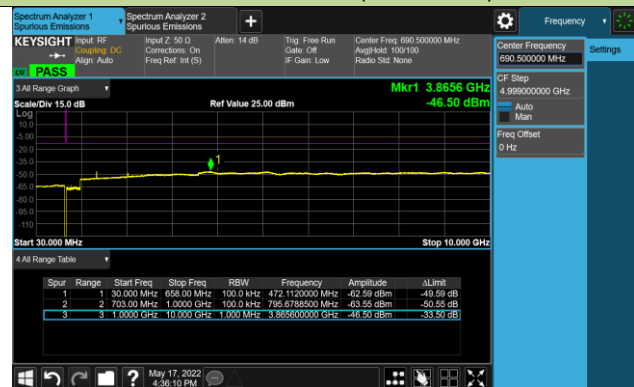 Spectrum Analyzer 1
Spurious Emissions
Spectrum Analyzer 2
Spurious Emissions
+
Frequency
KEYSIGHT
Input: RF
Coupling: DC
Align: Auto
Input Z: 50 Ω
Corrections: On
Freq Ref: Int (S)
Atten: 14 dB
Trig: Free Run
Gate: Off
IF Gain: Low
Center Freq: 690.500000 MHz
Avg|Hold: 100/100
Radio Std: None
LW
PASS
Center Frequency
690.500000 MHz
Settings
CF Step
4.999000000 GHz
Auto
Man
Freq Offset
0 Hz
3 All Range Graph
Mkr1 3.8656 GHz
Scale/Div 15.0 dB
Ref Value 25.00 dBm
-46.50 dBm
Log
10.0
-5.00
-20.0
-35.0
-50.0
-65.0
-80.0
-95.0
-110
1
Start 30.000 MHz
Stop 10.000 GHz
4 All Range Table
Spur Range Start Freq Stop Freq RBW Frequency Amplitude ΔLimit
1 1 30.000 MHz 658.00 MHz 100.0 kHz 472.1120000 MHz -62.59 dBm -49.59 dB
2 2 703.00 MHz 1.0000 GHz 100.0 kHz 795.6788500 MHz -63.55 dBm -50.55 dB
3 3 1.0000 GHz 10.000 GHz 1.000 MHz 3.865600000 GHz -46.50 dBm -33.50 dB
?
May 17, 2022
4:36:10 PM